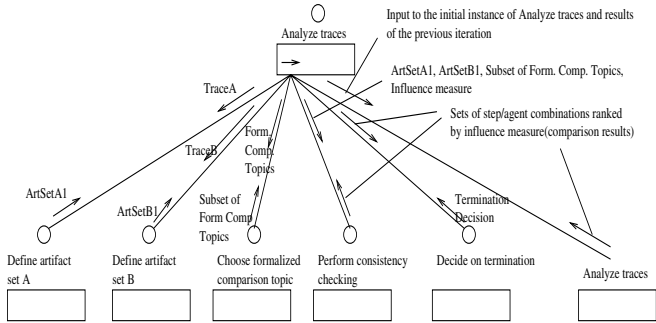 Analyze traces
Input to the initial instance of Analyze traces and results
of the previous iteration
ArtSetA1, ArtSetB1, Subset of Form. Comp. Topics,
Influence measure
TraceA
Sets of step/agent combinations ranked
by influence measure(comparison results)
Form.
Comp.
Topics
TraceB
ArtSetA1
ArtSetB1
Subset of
Form Comp
Topics
Termination
Decision
Define artifact
set A
Define artifact
set B
Choose formalized
comparison topic
Perform consistency
checking
Decide on termination
Analyze traces